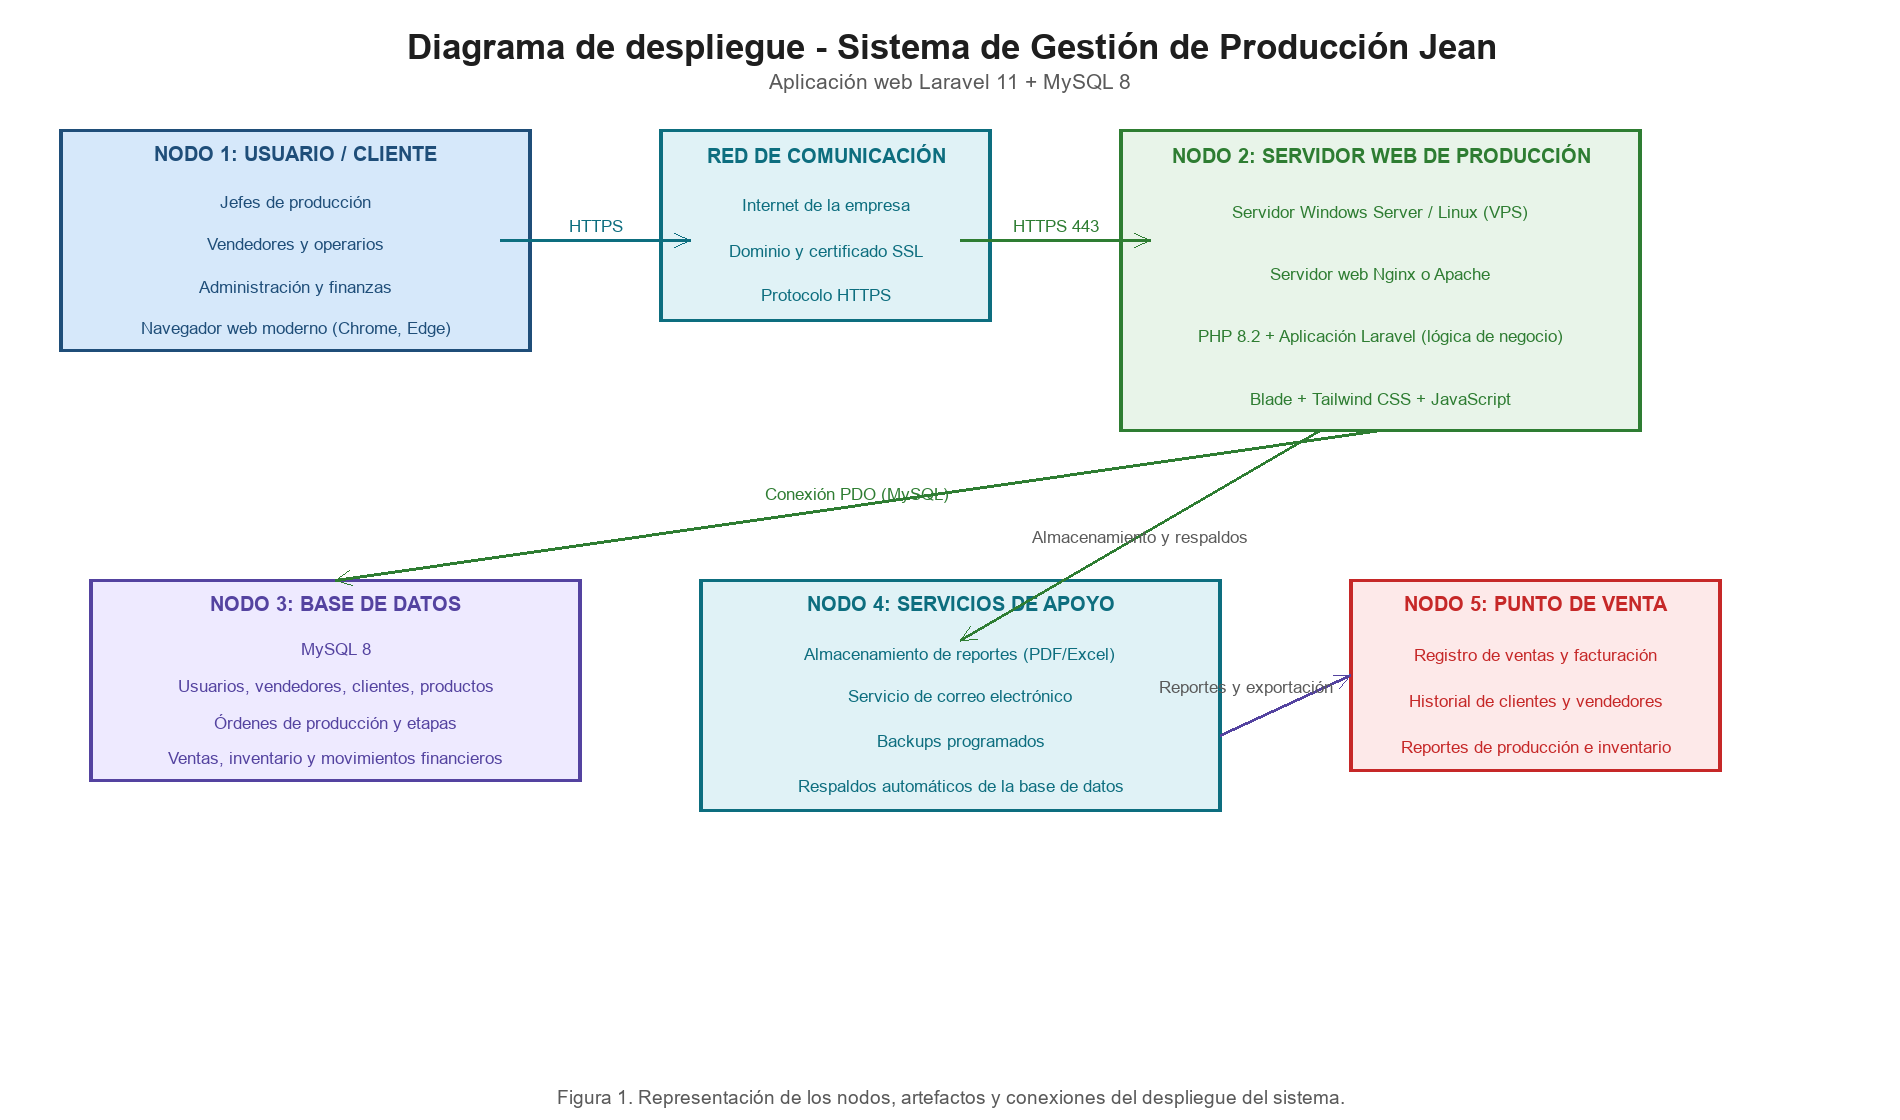 Diagrama de despliegue - Sistema de Gestión de Producción Jean
Aplicación web Laravel 11 + MySQL 8
NODO 1: USUARIO / CLIENTE
Jefes de producción
Vendedores y operarios
Administración y finanzas
Navegador web moderno (Chrome, Edge)
HTTPS
RED DE COMUNICACIÓN
Internet de la empresa
Dominio y certificado SSL
Protocolo HTTPS
HTTPS 443
NODO 2: SERVIDOR WEB DE PRODUCCIÓN
Servidor Windows Server / Linux (VPS)
Servidor web Nginx o Apache
PHP 8.2 + Aplicación Laravel (lógica de negocio)
Blade + Tailwind CSS + JavaScript
Conexión PDO (MySQL)
Almacenamiento y respaldos
NODO 3: BASE DE DATOS
MySQL 8
Usuarios, vendedores, clientes, productos
Órdenes de producción y etapas
Ventas, inventario y movimientos financieros
NODO 4: SERVICIOS DE APOYO
Almacenamiento de reportes (PDF/Excel)
Servicio de correo electrónico
Backups programados
Respaldos automáticos de la base de datos
Reportes y exportación
NODO 5: PUNTO DE VENTA
Registro de ventas y facturación
Historial de clientes y vendedores
Reportes de producción e inventario
Figura 1. Representación de los nodos, artefactos y conexiones del despliegue del sistema.